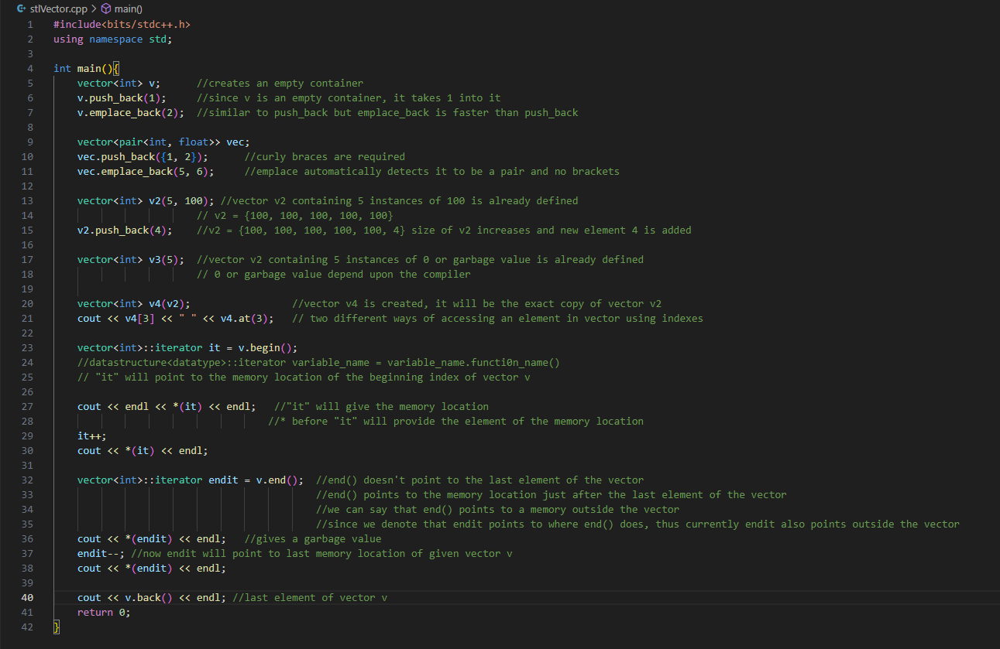 stlVector.cpp > main()
1 #include<bits/stdc++.h>
2 using namespace std;
3
4 int main(){
5 vector<int> v; //creates an empty container
6 v.push_back(1); //since v is an empty container, it takes 1 into it
7 v.emplace_back(2); //similar to push_back but emplace_back is faster than push_back
8
9 vector<pair<int, float>> vec;
10 vec.push_back({1, 2}); //curly braces are required
11 vec.emplace_back(5, 6); //emplace automatically detects it to be a pair and no brackets
12
13 vector<int> v2(5, 100); //vector v2 containing 5 instances of 100 is already defined
14 // v2 = {100, 100, 100, 100, 100}
15 v2.push_back(4); //v2 = {100, 100, 100, 100, 100, 4} size of v2 increases and new element 4 is added
16
17 vector<int> v3(5); //vector v2 containing 5 instances of 0 or garbage value is already defined
18 // 0 or garbage value depend upon the compiler
19
20 vector<int> v4(v2); //vector v4 is created, it will be the exact copy of vector v2
21 cout << v4[3] << " " << v4.at(3); // two different ways of accessing an element in vector using indexes
22
23 vector<int>::iterator it = v.begin();
24 //datastructure<datatype>::iterator variable_name = variable_name.functi0n_name()
25 // "it" will point to the memory location of the beginning index of vector v
26
27 cout << endl << *(it) << endl; //"it" will give the memory location
28 //* before "it" will provide the element of the memory location
29 it++;
30 cout << *(it) << endl;
31
32 vector<int>::iterator endit = v.end(); //end() doesn't point to the last element of the vector
33 //end() points to the memory location just after the last element of the vector
34 //we can say that end() points to a memory outside the vector
35 //since we denote that endit points to where end() does, thus currently endit also points outside the vector
36 cout << *(endit) << endl; //gives a garbage value
37 endit--; //now endit will point to last memory location of given vector v
38 cout << *(endit) << endl;
39
40 cout << v.back() << endl; //last element of vector v
41 return 0;
42 }